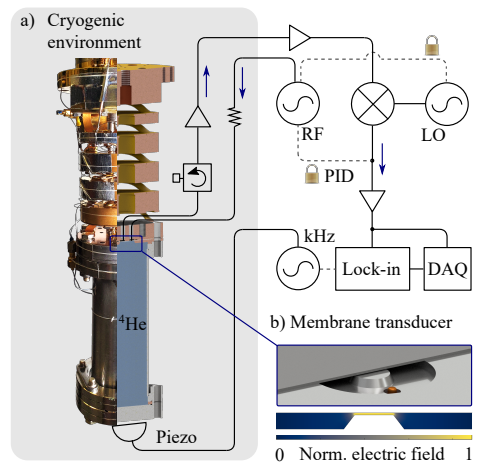 a) Cryogenic
environment
RF
LO
PID
kHz
Lock-in
DAQ
⁴He
b) Membrane transducer
Piezo
0 Norm. electric field 1